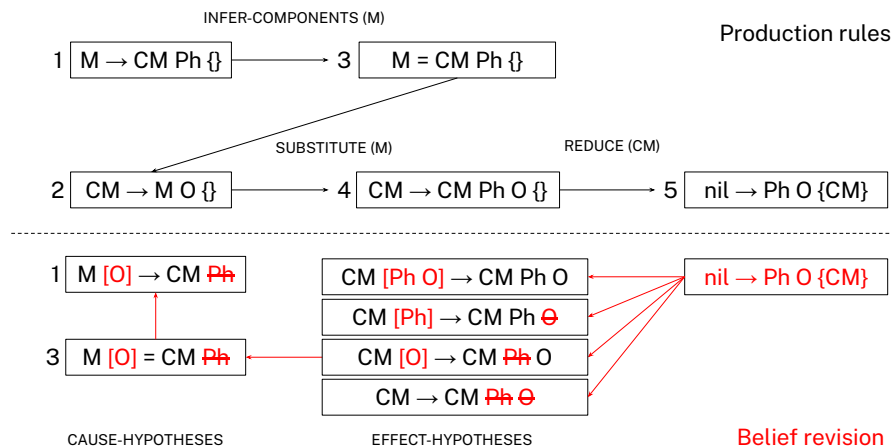 INFER-COMPONENTS (M)
Production rules
1 M → CM Ph {}
3 M = CM Ph {}
SUBSTITUTE (M)
REDUCE (CM)
2 CM → M O {}
4 CM → CM Ph O {}
5 nil → Ph O {CM}
1 M [O] → CM Ph
CM [Ph O] → CM Ph O
nil → Ph O {CM}
CM [Ph] → CM Ph O
3 M [O] = CM Ph
CM [O] → CM Ph O
CM → CM Ph O
CAUSE-HYPOTHESES
EFFECT-HYPOTHESES
Belief revision